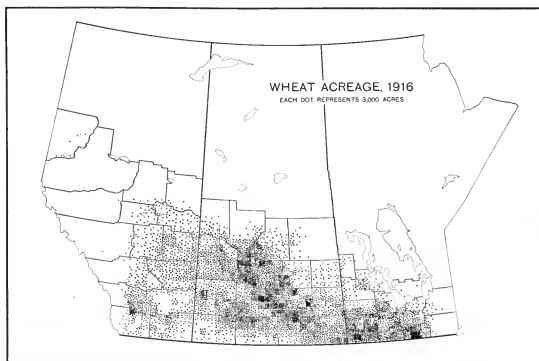 WHEAT ACREAGE, 1916
EACH DOT REPRESENTS 3,000 ACRES